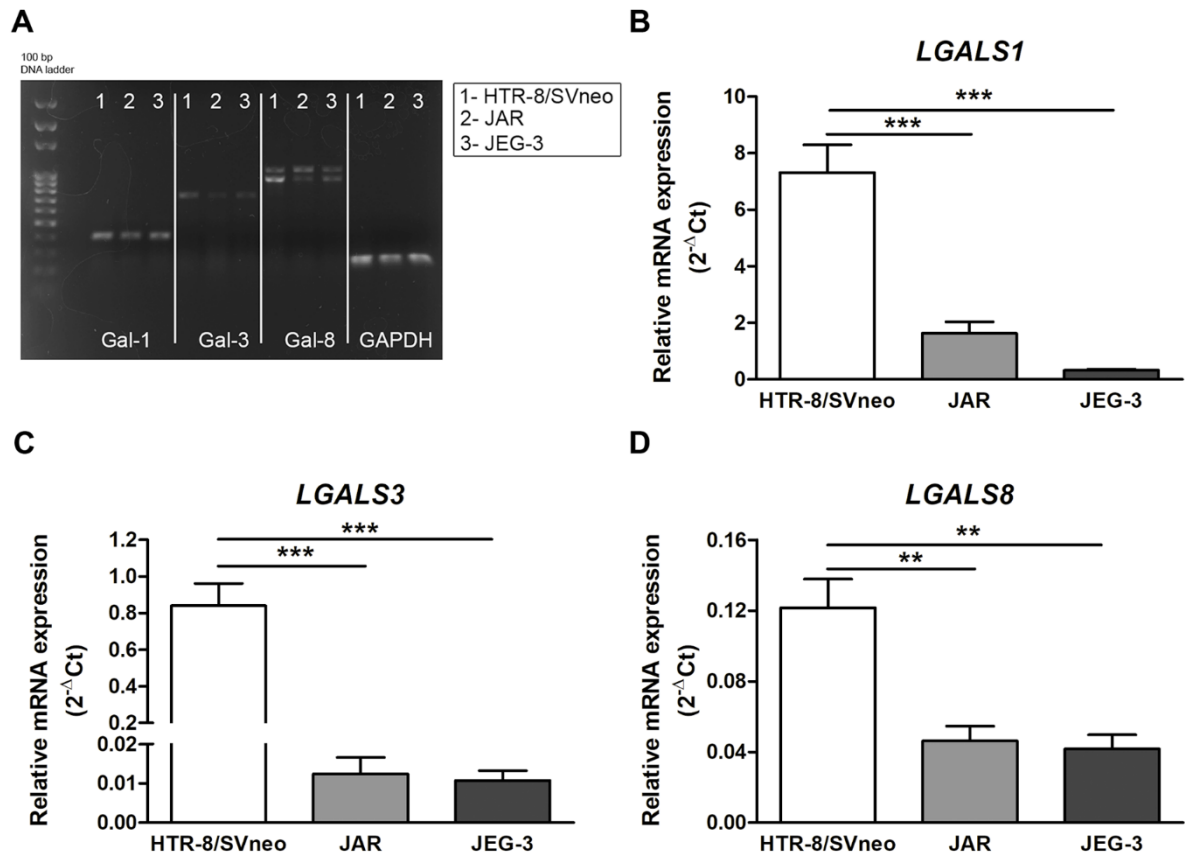 A
100 bp
DNA ladder
1 2 3 1 2 3 1 2 3 1 2 3
Gal-1 Gal-3 Gal-8 GAPDH
1- HTR-8/SVneo
2- JAR
3- JEG-3
B
LGALS1
Relative mRNA expression
(2^-ΔCt)
10
8
6
4
2
0
***
***
HTR-8/SVneo JAR JEG-3
C
LGALS3
Relative mRNA expression
(2^-ΔCt)
1.2
1.0
0.8
0.6
0.4
0.2
0.02
0.01
0.00
***
***
HTR-8/SVneo JAR JEG-3
D
LGALS8
Relative mRNA expression
(2^-ΔCt)
0.16
0.12
0.08
0.04
0.00
**
**
HTR-8/SVneo JAR JEG-3